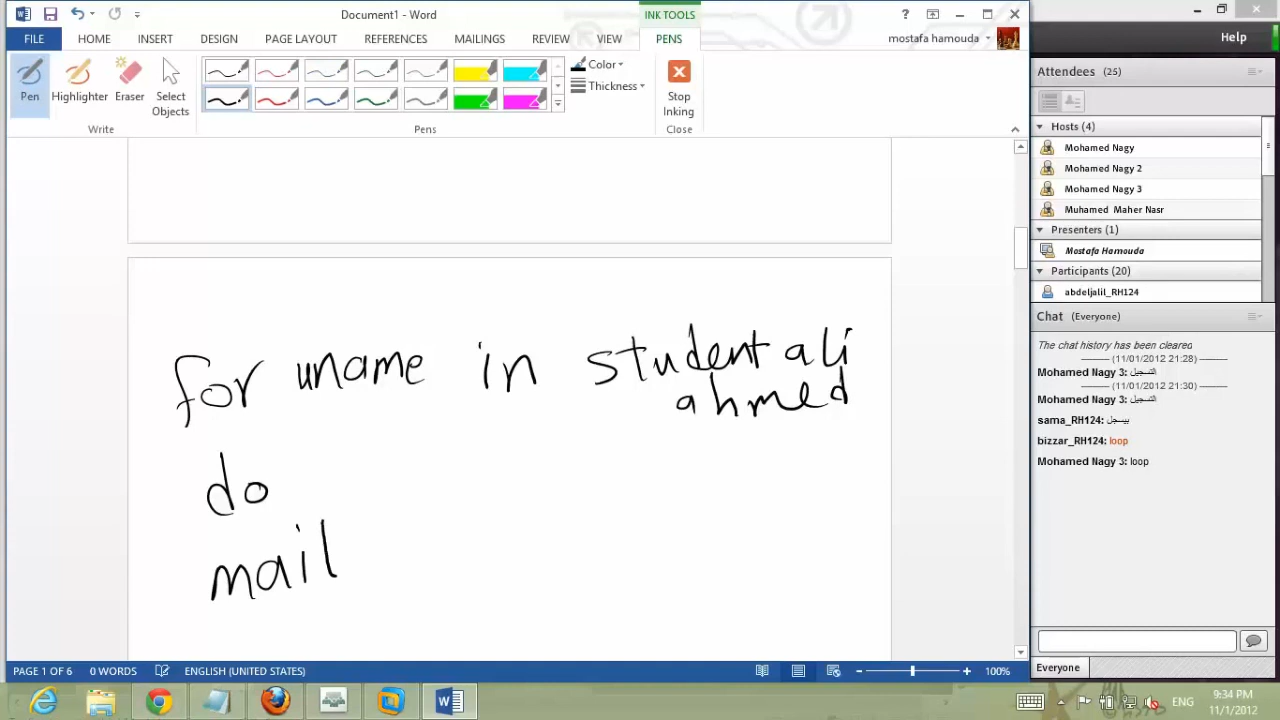 Document1 - Word
INK TOOLS
?
FILE
HOME
INSERT
DESIGN
PAGE LAYOUT
REFERENCES
MAILINGS
REVIEW
VIEW
PENS
mostafa hamouda
Pen
Highlighter
Eraser
Select Objects
Color
Thickness
Stop Inking
Write
Pens
Close
for uname in student ali
ahmed
do
mail
PAGE 1 OF 6
0 WORDS
ENGLISH (UNITED STATES)
100%
Help
Attendees (25)
Hosts (4)
Mohamed Nagy
Mohamed Nagy 2
Mohamed Nagy 3
Muhamed Maher Nasr
Presenters (1)
Mostafa Hamouda
Participants (20)
abdeljalil_RH124
Chat (Everyone)
The chat history has been cleared
(11/01/2012 21:28)
Mohamed Nagy 3: التسجيل
(11/01/2012 21:30)
Mohamed Nagy 3: التسجيل
sama_RH124: بيسجل
bizzar_RH124: loop
Mohamed Nagy 3: loop
Everyone
ENG
9:34 PM
11/1/2012